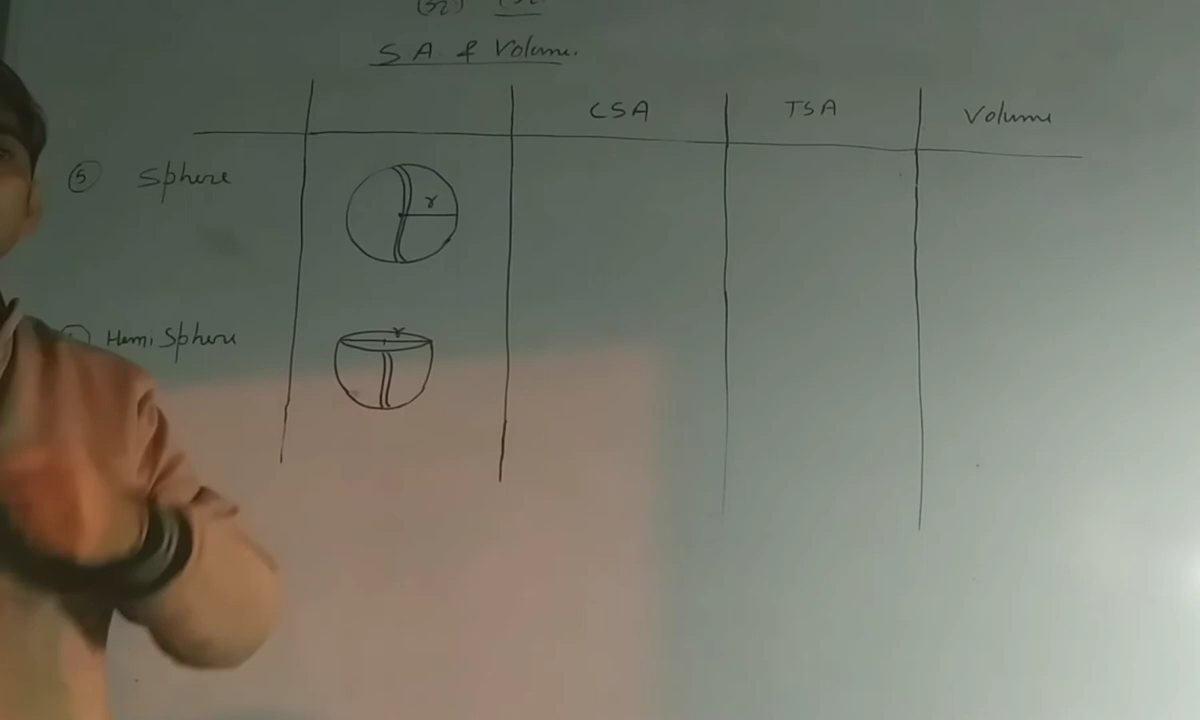 S A & Volume.
CSA TSA Volume
5 Sphere r
Hemi Sphere r